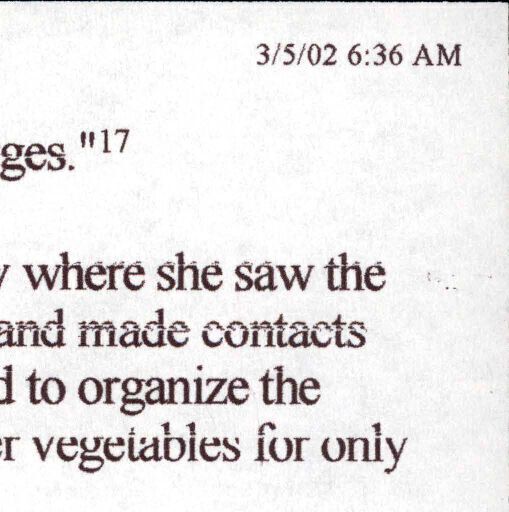 3/5/02 6:36 AM
ges."17
where she saw the
and made contacts
to organize the
vegetables for only